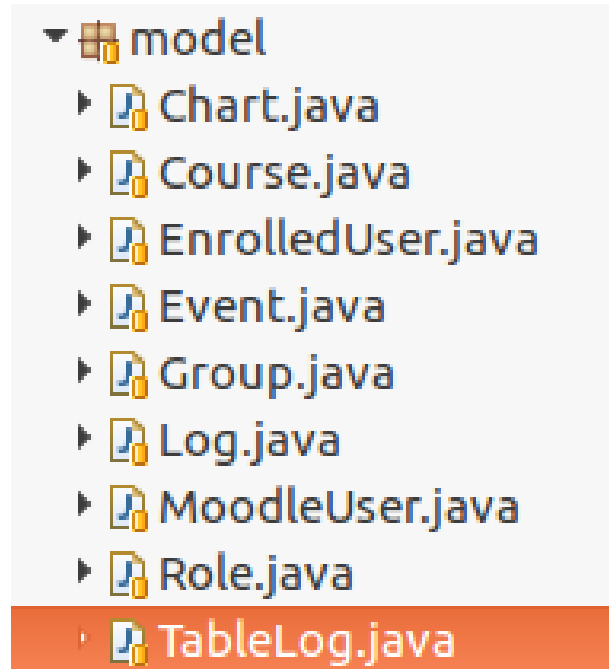 model
Chart.java
Course.java
EnrolledUser.java
Event.java
Group.java
Log.java
MoodleUser.java
Role.java
TableLog.java